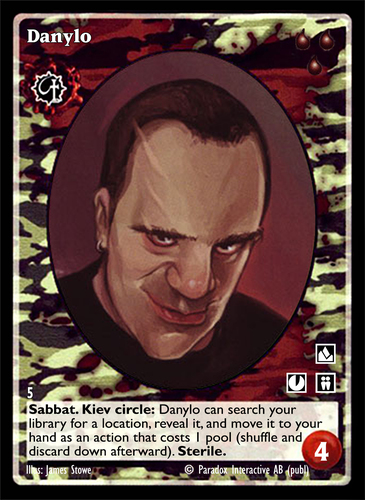 Danylo
5
Sabbat. Kiev circle: Danylo can search your
library for a location, reveal it, and move it to your
hand as an action that costs 1 pool (shuffle and
discard down afterward). Sterile.
4
Illus: James Stowe © Paradox Interactive AB (publ)